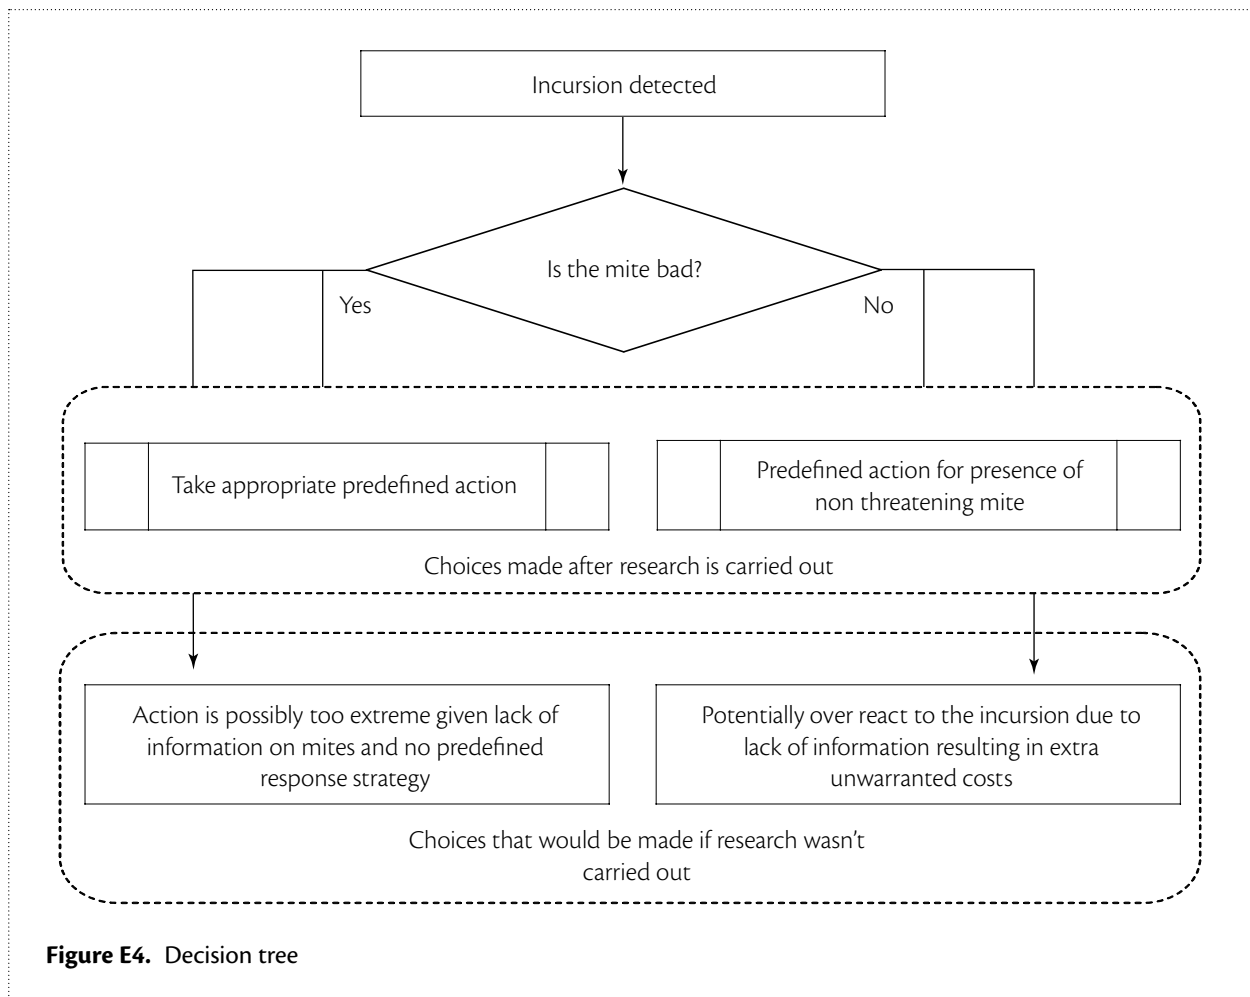 Incursion detected
Is the mite bad?
Yes
No
Take appropriate predefined action
Predefined action for presence of
non threatening mite
Choices made after research is carried out
Action is possibly too extreme given lack of
information on mites and no predefined
response strategy
Potentially over react to the incursion due to
lack of information resulting in extra
unwarranted costs
Choices that would be made if research wasn't
carried out
Figure E4. Decision tree